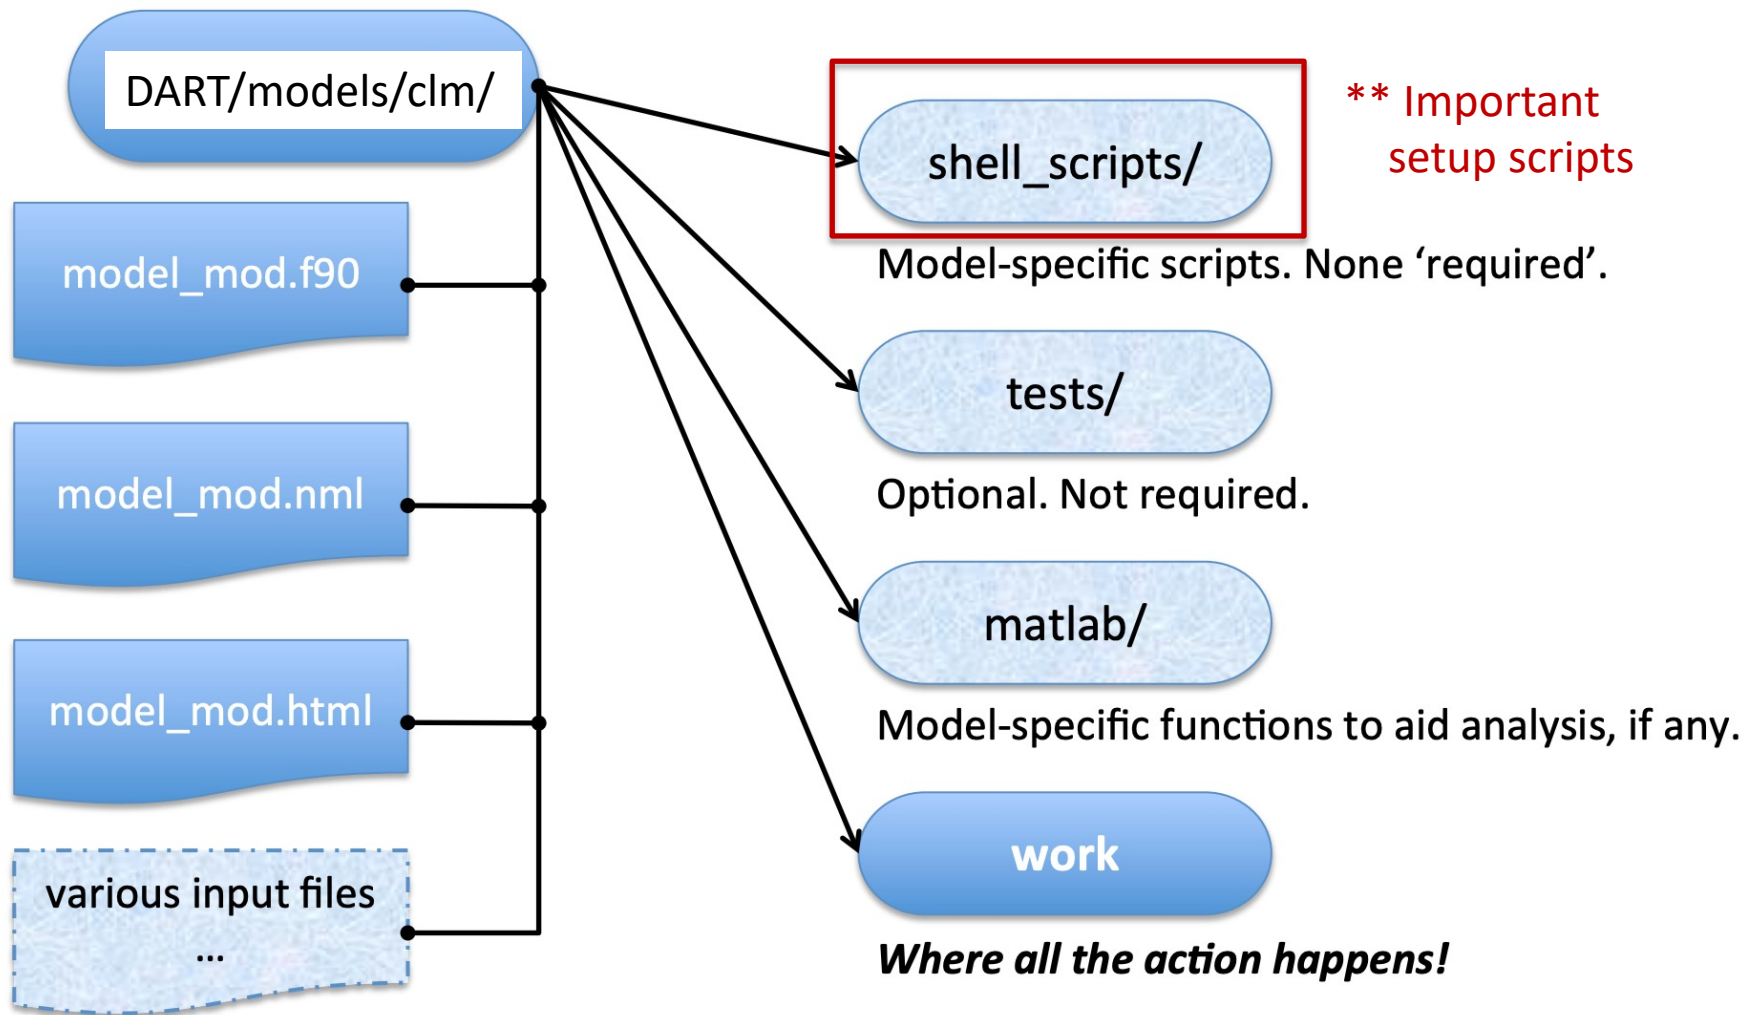 DART/models/clm/
model_mod.f90
model_mod.nml
model_mod.html
various input files
...
shell_scripts/
** Important
setup scripts
Model-specific scripts. None ‘required’.
tests/
Optional. Not required.
matlab/
Model-specific functions to aid analysis, if any.
work
Where all the action happens!